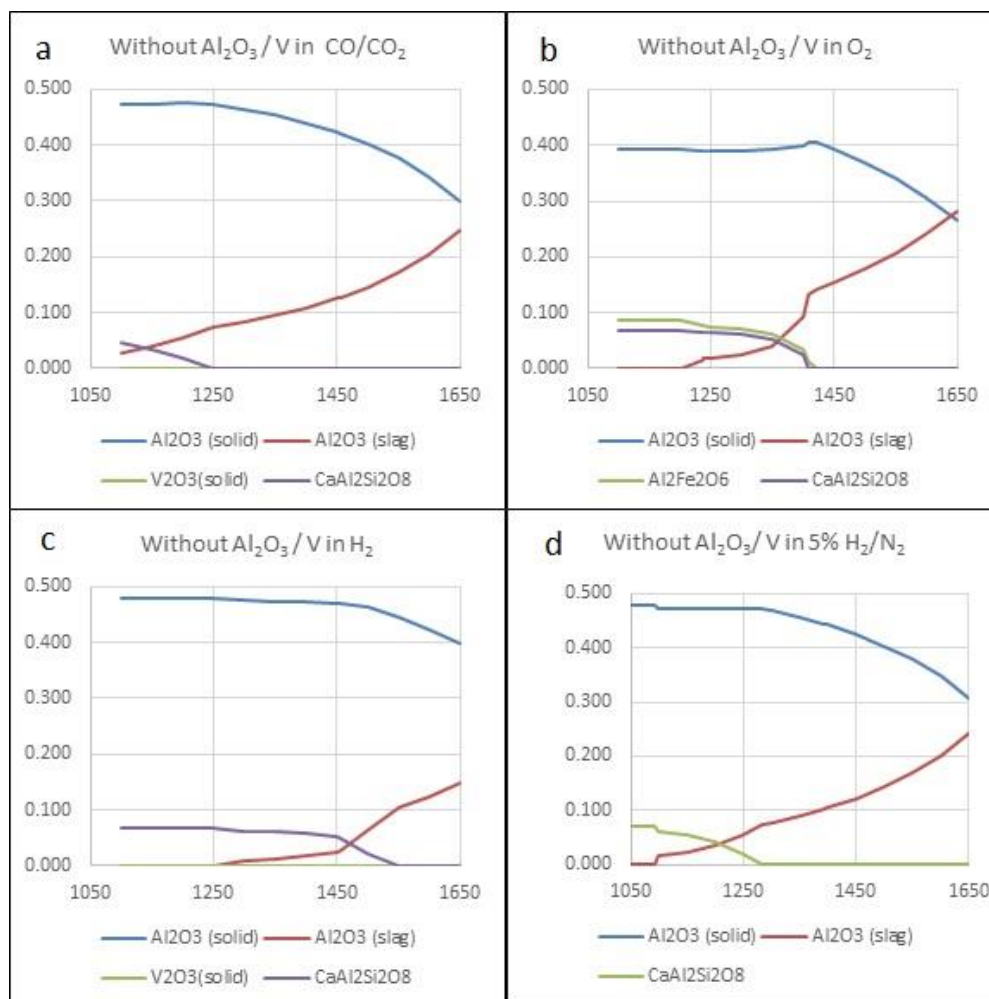 a
Without Al₂O₃ / V in CO/CO₂
0.500
0.400
0.300
0.200
0.100
0.000
1050 1250 1450 1650
Al2O3 (solid) Al2O3 (slag)
V2O3(solid) CaAl2Si2O8
b
Without Al₂O₃ / V in O₂
0.500
0.400
0.300
0.200
0.100
0.000
1050 1250 1450 1650
Al2O3 (solid) Al2O3 (slag)
Al2Fe2O6 CaAl2Si2O8
c
Without Al₂O₃ / V in H₂
0.500
0.400
0.300
0.200
0.100
0.000
1050 1250 1450 1650
Al2O3 (solid) Al2O3 (slag)
V2O3(solid) CaAl2Si2O8
d
Without Al₂O₃/ V in 5% H₂/N₂
0.500
0.400
0.300
0.200
0.100
0.000
1050 1250 1450 1650
Al2O3 (solid) Al2O3 (slag)
CaAl2Si2O8